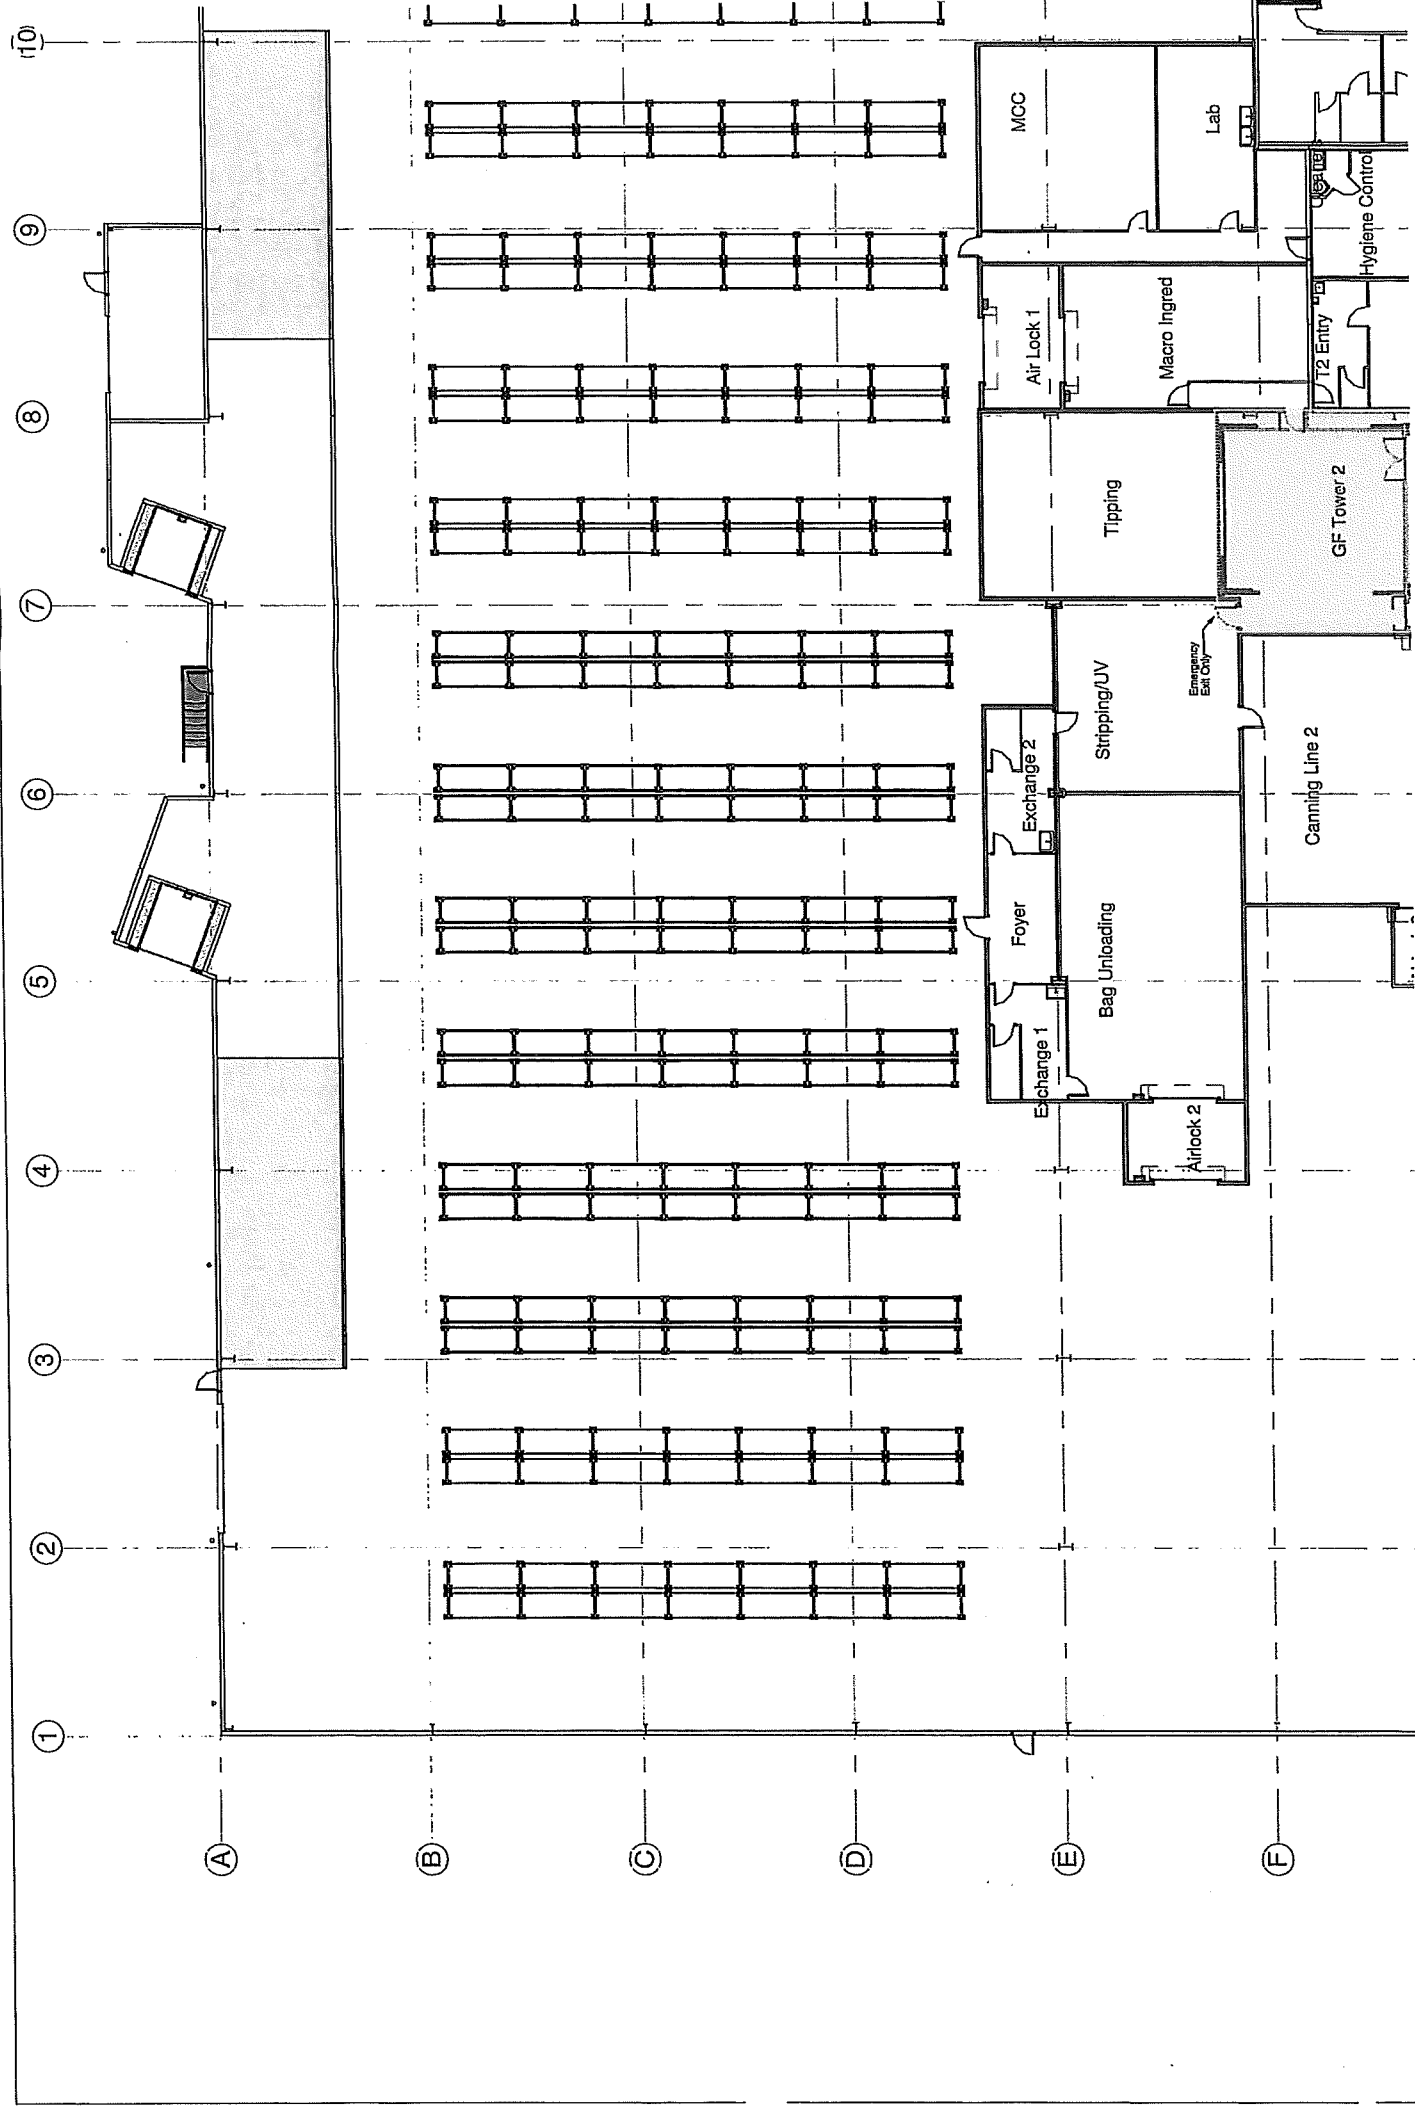 10
9
8
7
6
5
4
3
2
1
A
B
C
D
E
F
MCC
Lab
Air Lock 1
Macro Ingred
Hygiene Control
T2 Entry
Tipping
GF Tower 2
Stripping/UV
Emergency
Exit Only
Exchange 2
Canning Line 2
Foyer
Bag Unloading
Exchange 1
Airlock 2